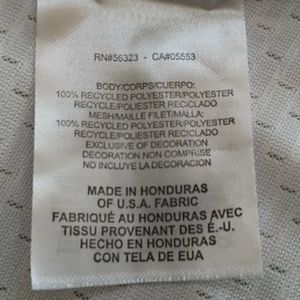 RN#56323 - CA#05553
BODY/CORPS/CUERPO:
100% RECYCLED POLYESTER/POLYESTER
RECYCLE/POLIESTER RECICLADO
MESH/MAILLE FILET/MALLA:
100% RECYCLED POLYESTER/POLYESTER
RECYCLE/POLIESTER RECICLADO
EXCLUSIVE OF DECORATION
DECORATION NON COMPRISE
NO INCLUYE LA DECORACION
MADE IN HONDURAS
OF U.S.A. FABRIC
FABRIQUÉ AU HONDURAS AVEC
TISSU PROVENANT DES É.-U.
HECHO EN HONDURAS
CON TELA DE EUA